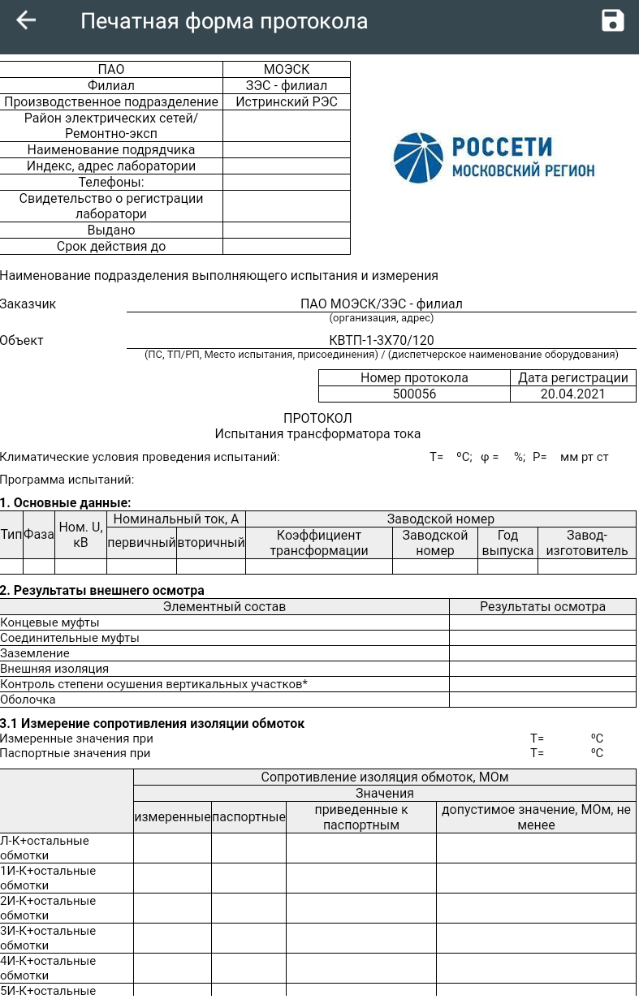 Печатная форма протокола
ПАО МОЭСК
Филиал ЗЭС - филиал
Производственное подразделение Истринский РЭС
Район электрических сетей/
Ремонтно-эксп
Наименование подрядчика
Индекс, адрес лаборатории
Телефоны:
Свидетельство о регистрации
лаборатори
Выдано
Срок действия до
РОССЕТИ
МОСКОВСКИЙ РЕГИОН
Наименование подразделения выполняющего испытания и измерения
Заказчик ПАО МОЭСК/ЗЭС - филиал
(организация, адрес)
Объект КВТП-1-3Х70/120
(ПС, ТП/РП, Место испытания, присоединения) / (диспетчерское наименование оборудования)
Номер протокола Дата регистрации
500056 20.04.2021
ПРОТОКОЛ
Испытания трансформатора тока
Климатические условия проведения испытаний: T= ºC; φ = %; P= мм рт ст
Программа испытаний:
1. Основные данные:
Тип Фаза Ном. U, кВ Номинальный ток, А Заводской номер
первичный вторичный Коэффициент трансформации Заводской номер Год выпуска Завод-изготовитель
2. Результаты внешнего осмотра
Элементный состав Результаты осмотра
Концевые муфты
Соединительные муфты
Заземление
Внешняя изоляция
Контроль степени осушения вертикальных участков*
Оболочка
3.1 Измерение сопротивления изоляции обмоток
Измеренные значения при T= ºC
Паспортные значения при T= ºC
Сопротивление изоляция обмоток, МОм
Значения
измеренные паспортные приведенные к паспортным допустимое значение, МОм, не менее
Л-К+остальные
обмотки
1И-К+остальные
обмотки
2И-К+остальные
обмотки
3И-К+остальные
обмотки
4И-К+остальные
обмотки
5И-К+остальные